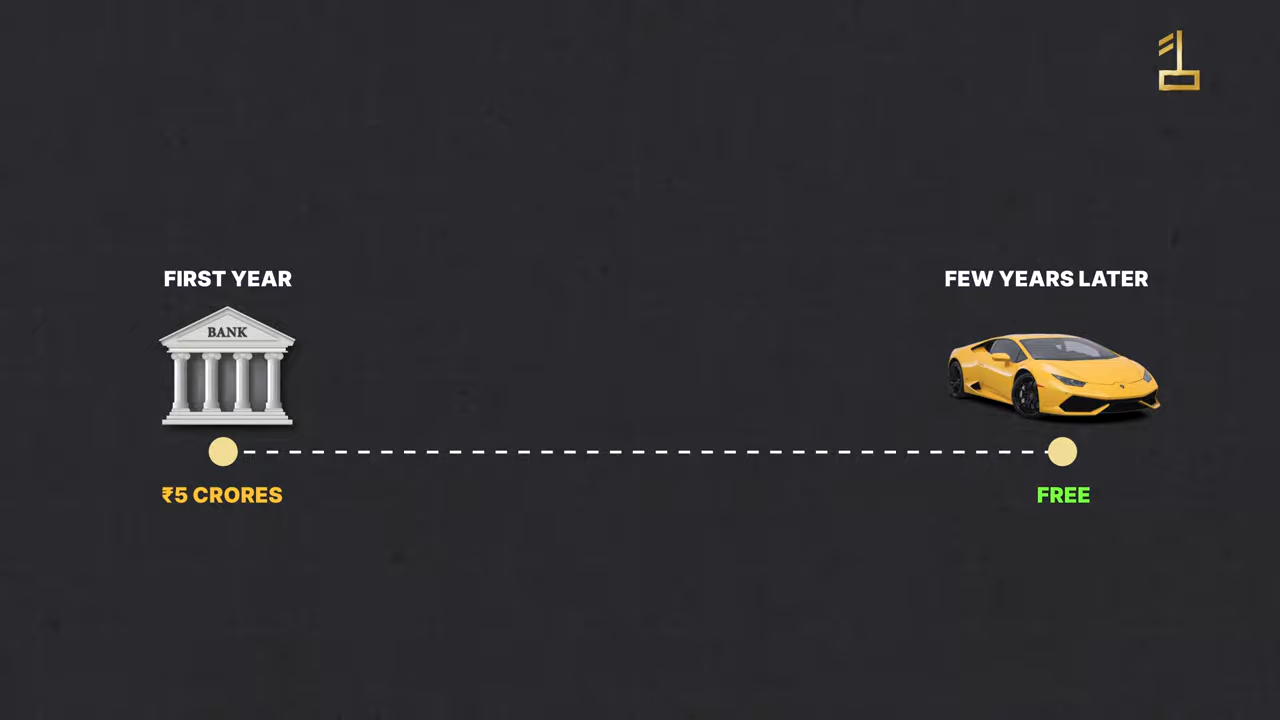 FIRST YEAR
FEW YEARS LATER
BANK
₹5 CRORES
FREE